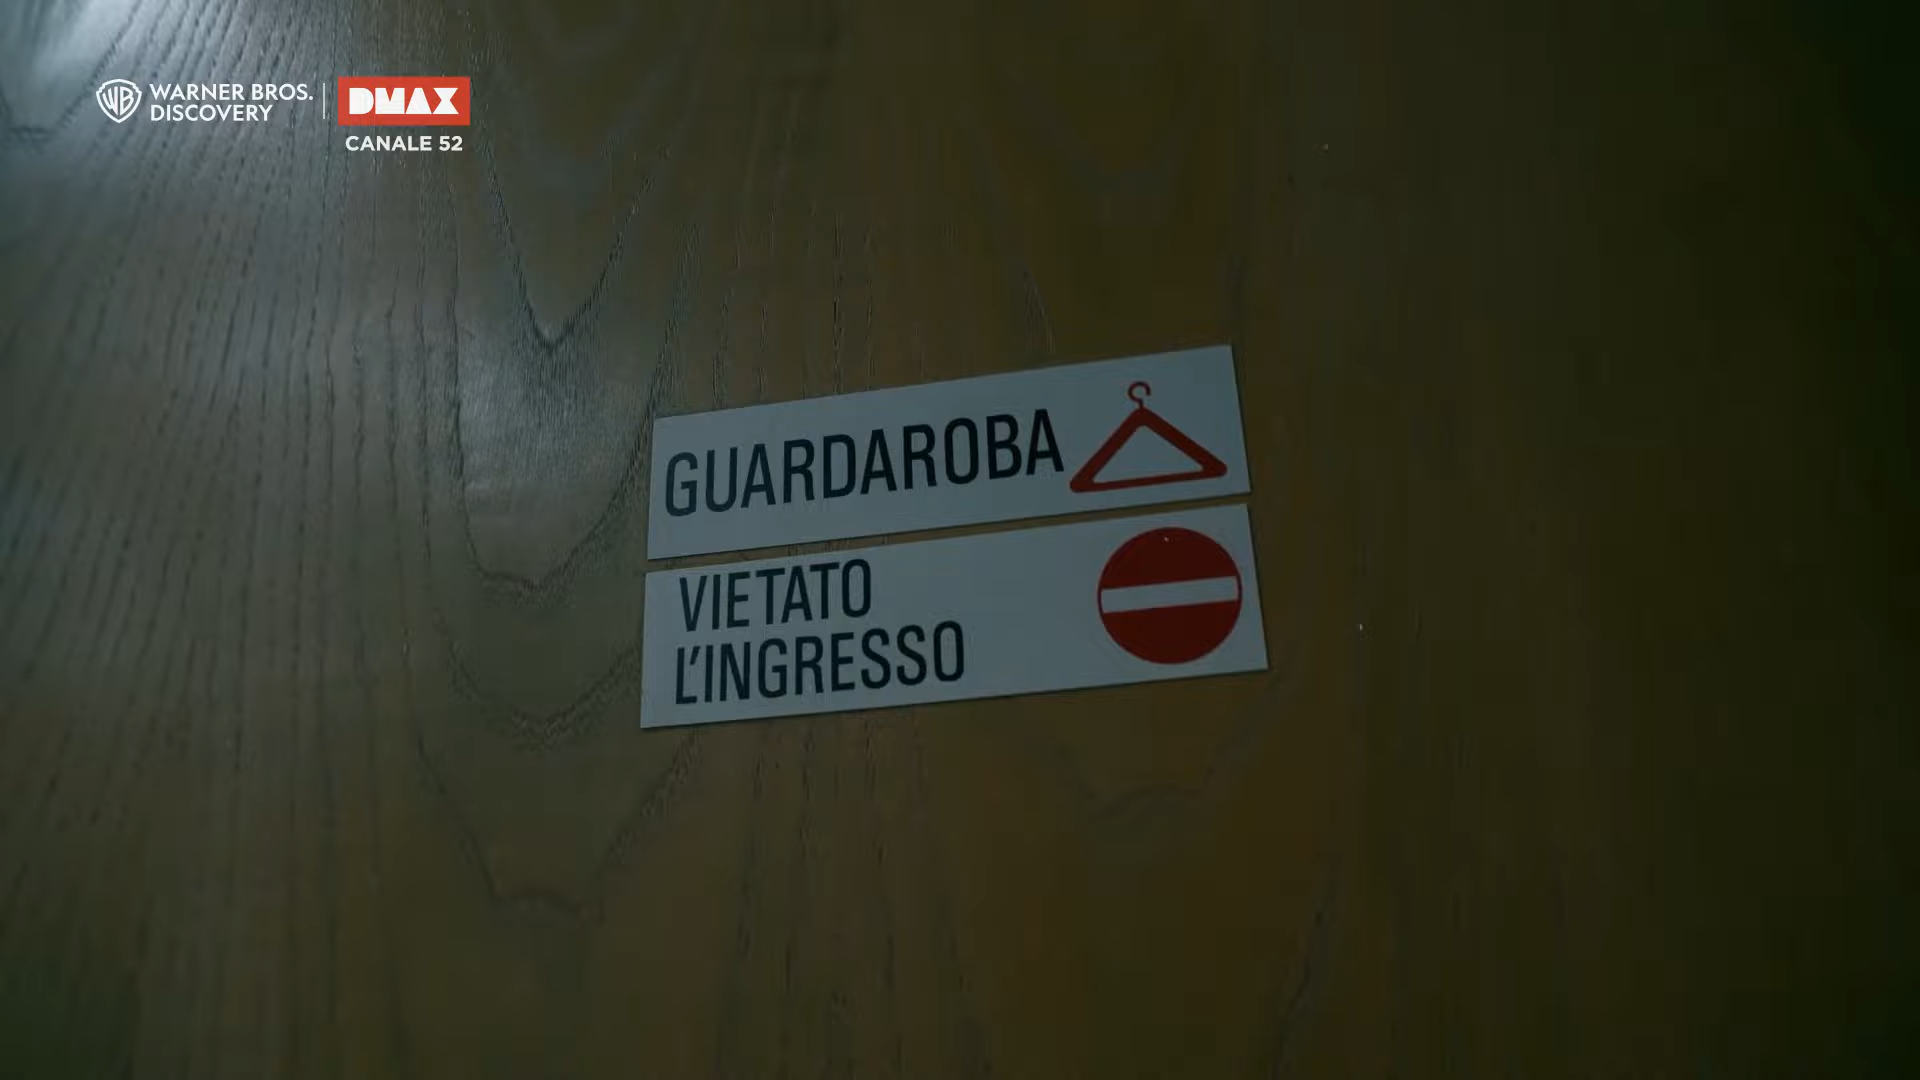 WARNER BROS.
DISCOVERY
DMAX
CANALE 52
GUARDAROBA
VIETATO
L'INGRESSO